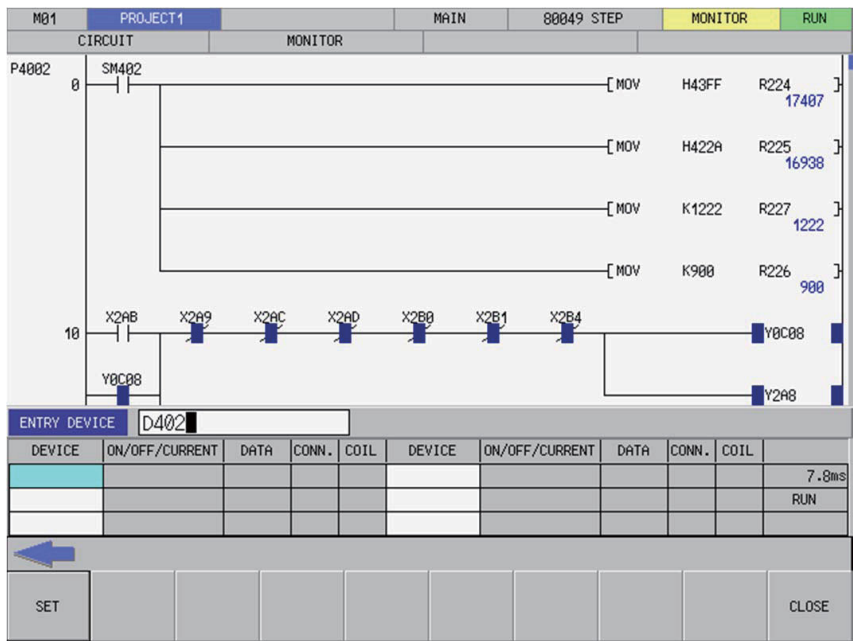 M01 PROJECT1 MAIN 80049 STEP MONITOR RUN
CIRCUIT MONITOR
P4002 SM402
0 [ MOV H43FF R224 ]
17407
[ MOV H422A R225 ]
16938
[ MOV K1222 R227 ]
1222
[ MOV K900 R226 ]
900
X2AB X2A9 X2AC X2AD X2B0 X2B1 X2B4
10 Y0C08
Y0C08
Y2A8
ENTRY DEVICE D402
DEVICE ON/OFF/CURRENT DATA CONN. COIL DEVICE ON/OFF/CURRENT DATA CONN. COIL
7.8ms
RUN
SET CLOSE